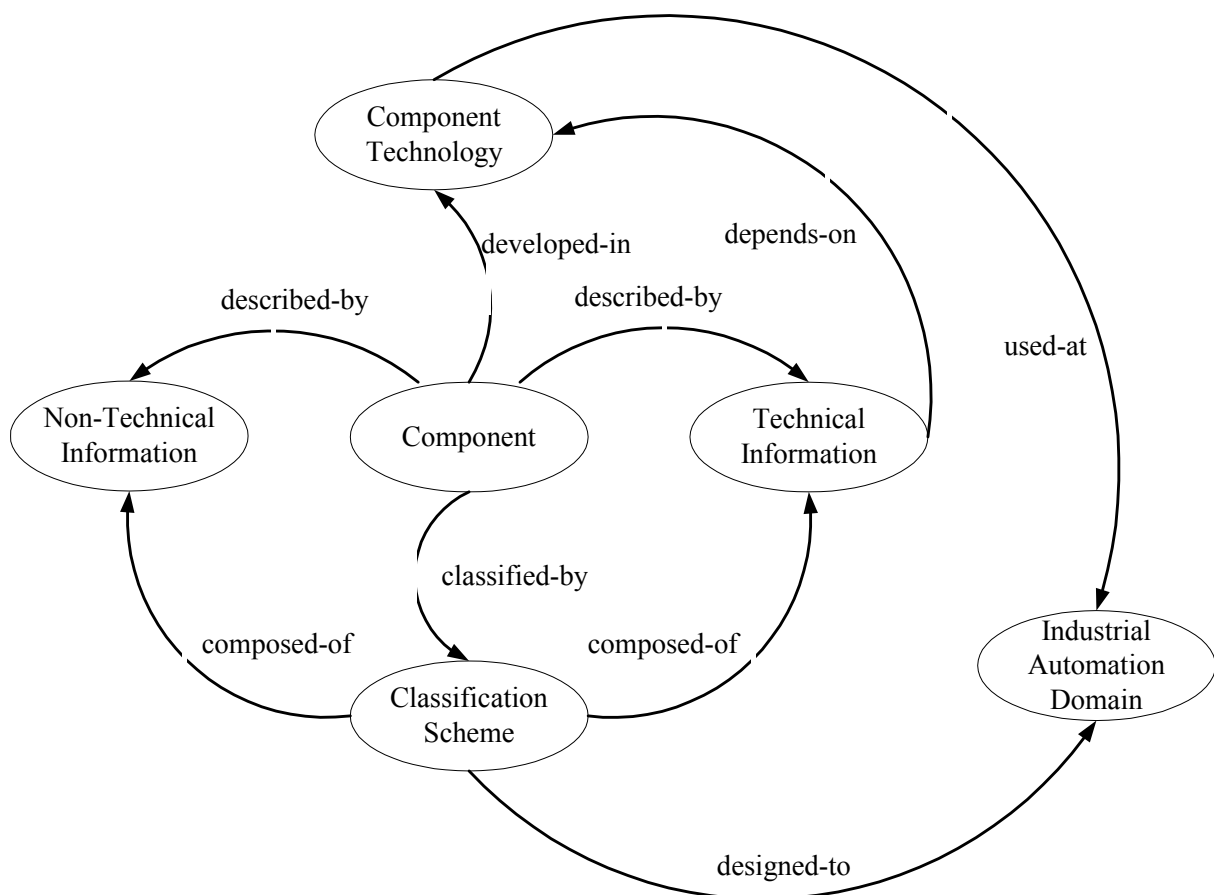 Component
Technology
developed-in
depends-on
described-by
described-by
used-at
Non-Technical
Information
Component
Technical
Information
classified-by
composed-of
composed-of
Industrial
Automation
Domain
Classification
Scheme
designed-to